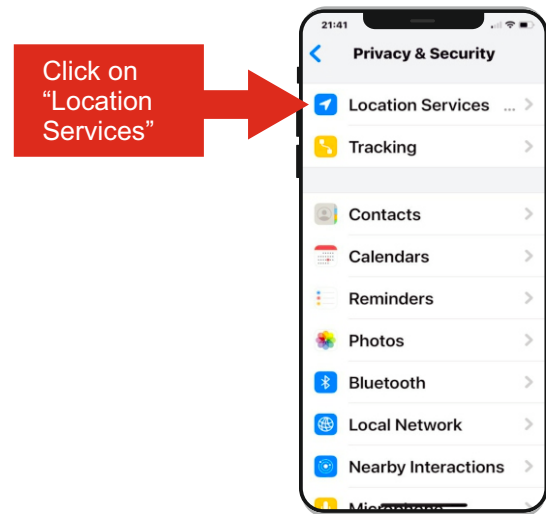 Click on
“Location
Services”
21:41
Privacy & Security
Location Services ...
Tracking
Contacts
Calendars
Reminders
Photos
Bluetooth
Local Network
Nearby Interactions
Microphone